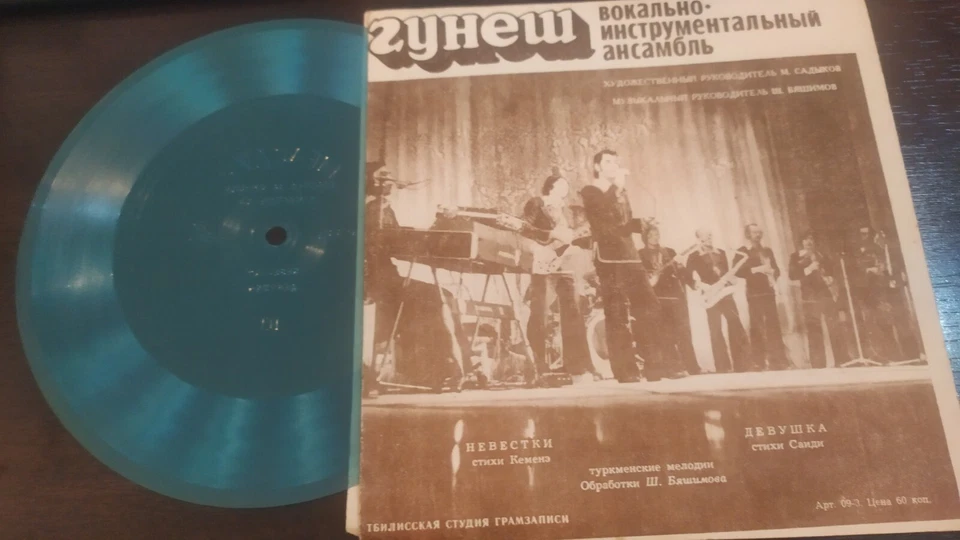 гунеш
вокально-
инструментальный
ансамбль
ХУДОЖЕСТВЕННЫЙ РУКОВОДИТЕЛЬ М. САДЫКОВ
МУЗЫКАЛЬНЫЙ РУКОВОДИТЕЛЬ Ш. БЯШИМОВ
НЕВЕСТКИ
стихи Кеменэ
ДЕВУШКА
стихи Саиди
туркменские мелодии
Обработки Ш. Бяшимова
Арт. 09-3. Цена 60 коп.
ТБИЛИССКАЯ СТУДИЯ ГРАМЗАПИСИ